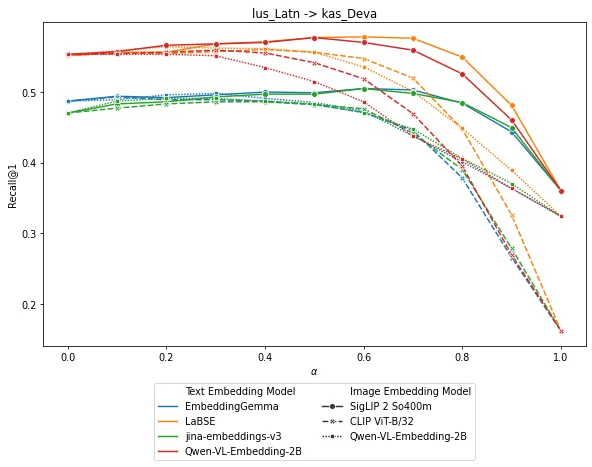 lus_Latn -> kas_Deva
Recall@1
0.5
0.4
0.3
0.2
0.0
0.2
0.4
0.6
0.8
1.0
α
Text Embedding Model
EmbeddingGemma
LaBSE
jina-embeddings-v3
Qwen-VL-Embedding-2B
Image Embedding Model
SigLIP 2 So400m
CLIP ViT-B/32
Qwen-VL-Embedding-2B